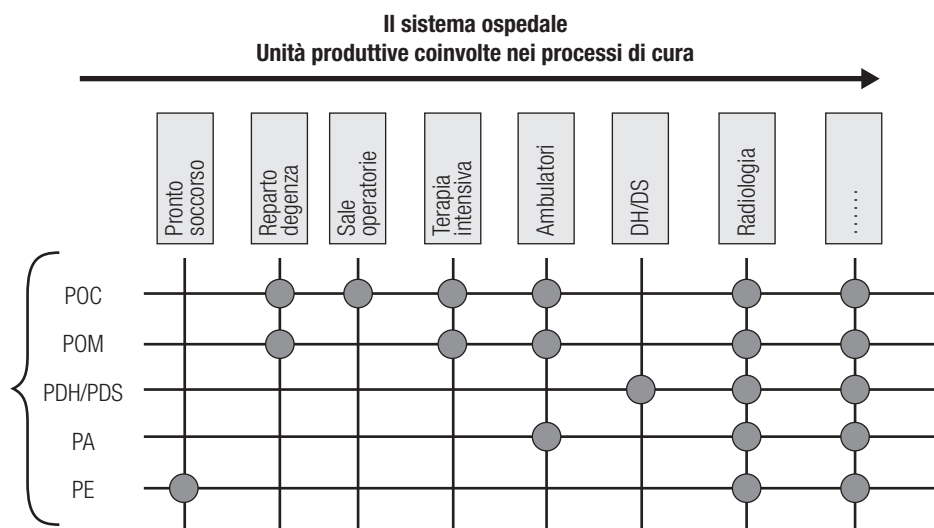 Il sistema ospedale
Unità produttive coinvolte nei processi di cura
Pronto
soccorso
Reparto
degenza
Sale
operatorie
Terapia
intensiva
Ambulatori
DH/DS
Radiologia
......
POC
POM
PDH/PDS
PA
PE